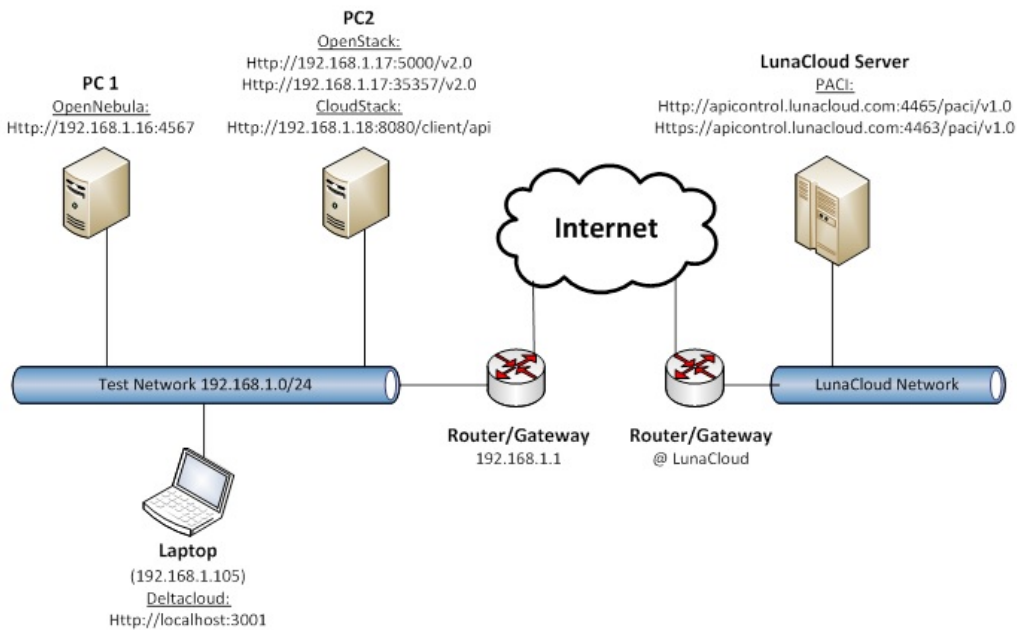 PC 1
OpenNebula:
Http://192.168.1.16:4567
PC2
OpenStack:
Http://192.168.1.17:5000/v2.0
Http://192.168.1.17:35357/v2.0
CloudStack:
Http://192.168.1.18:8080/client/api
LunaCloud Server
PACI:
Http://apicontrol.lunacloud.com:4465/paci/v1.0
Https://apicontrol.lunacloud.com:4463/paci/v1.0
Internet
Test Network 192.168.1.0/24
LunaCloud Network
Router/Gateway
192.168.1.1
Router/Gateway
@ LunaCloud
Laptop
(192.168.1.105)
Deltacloud:
Http://localhost:3001